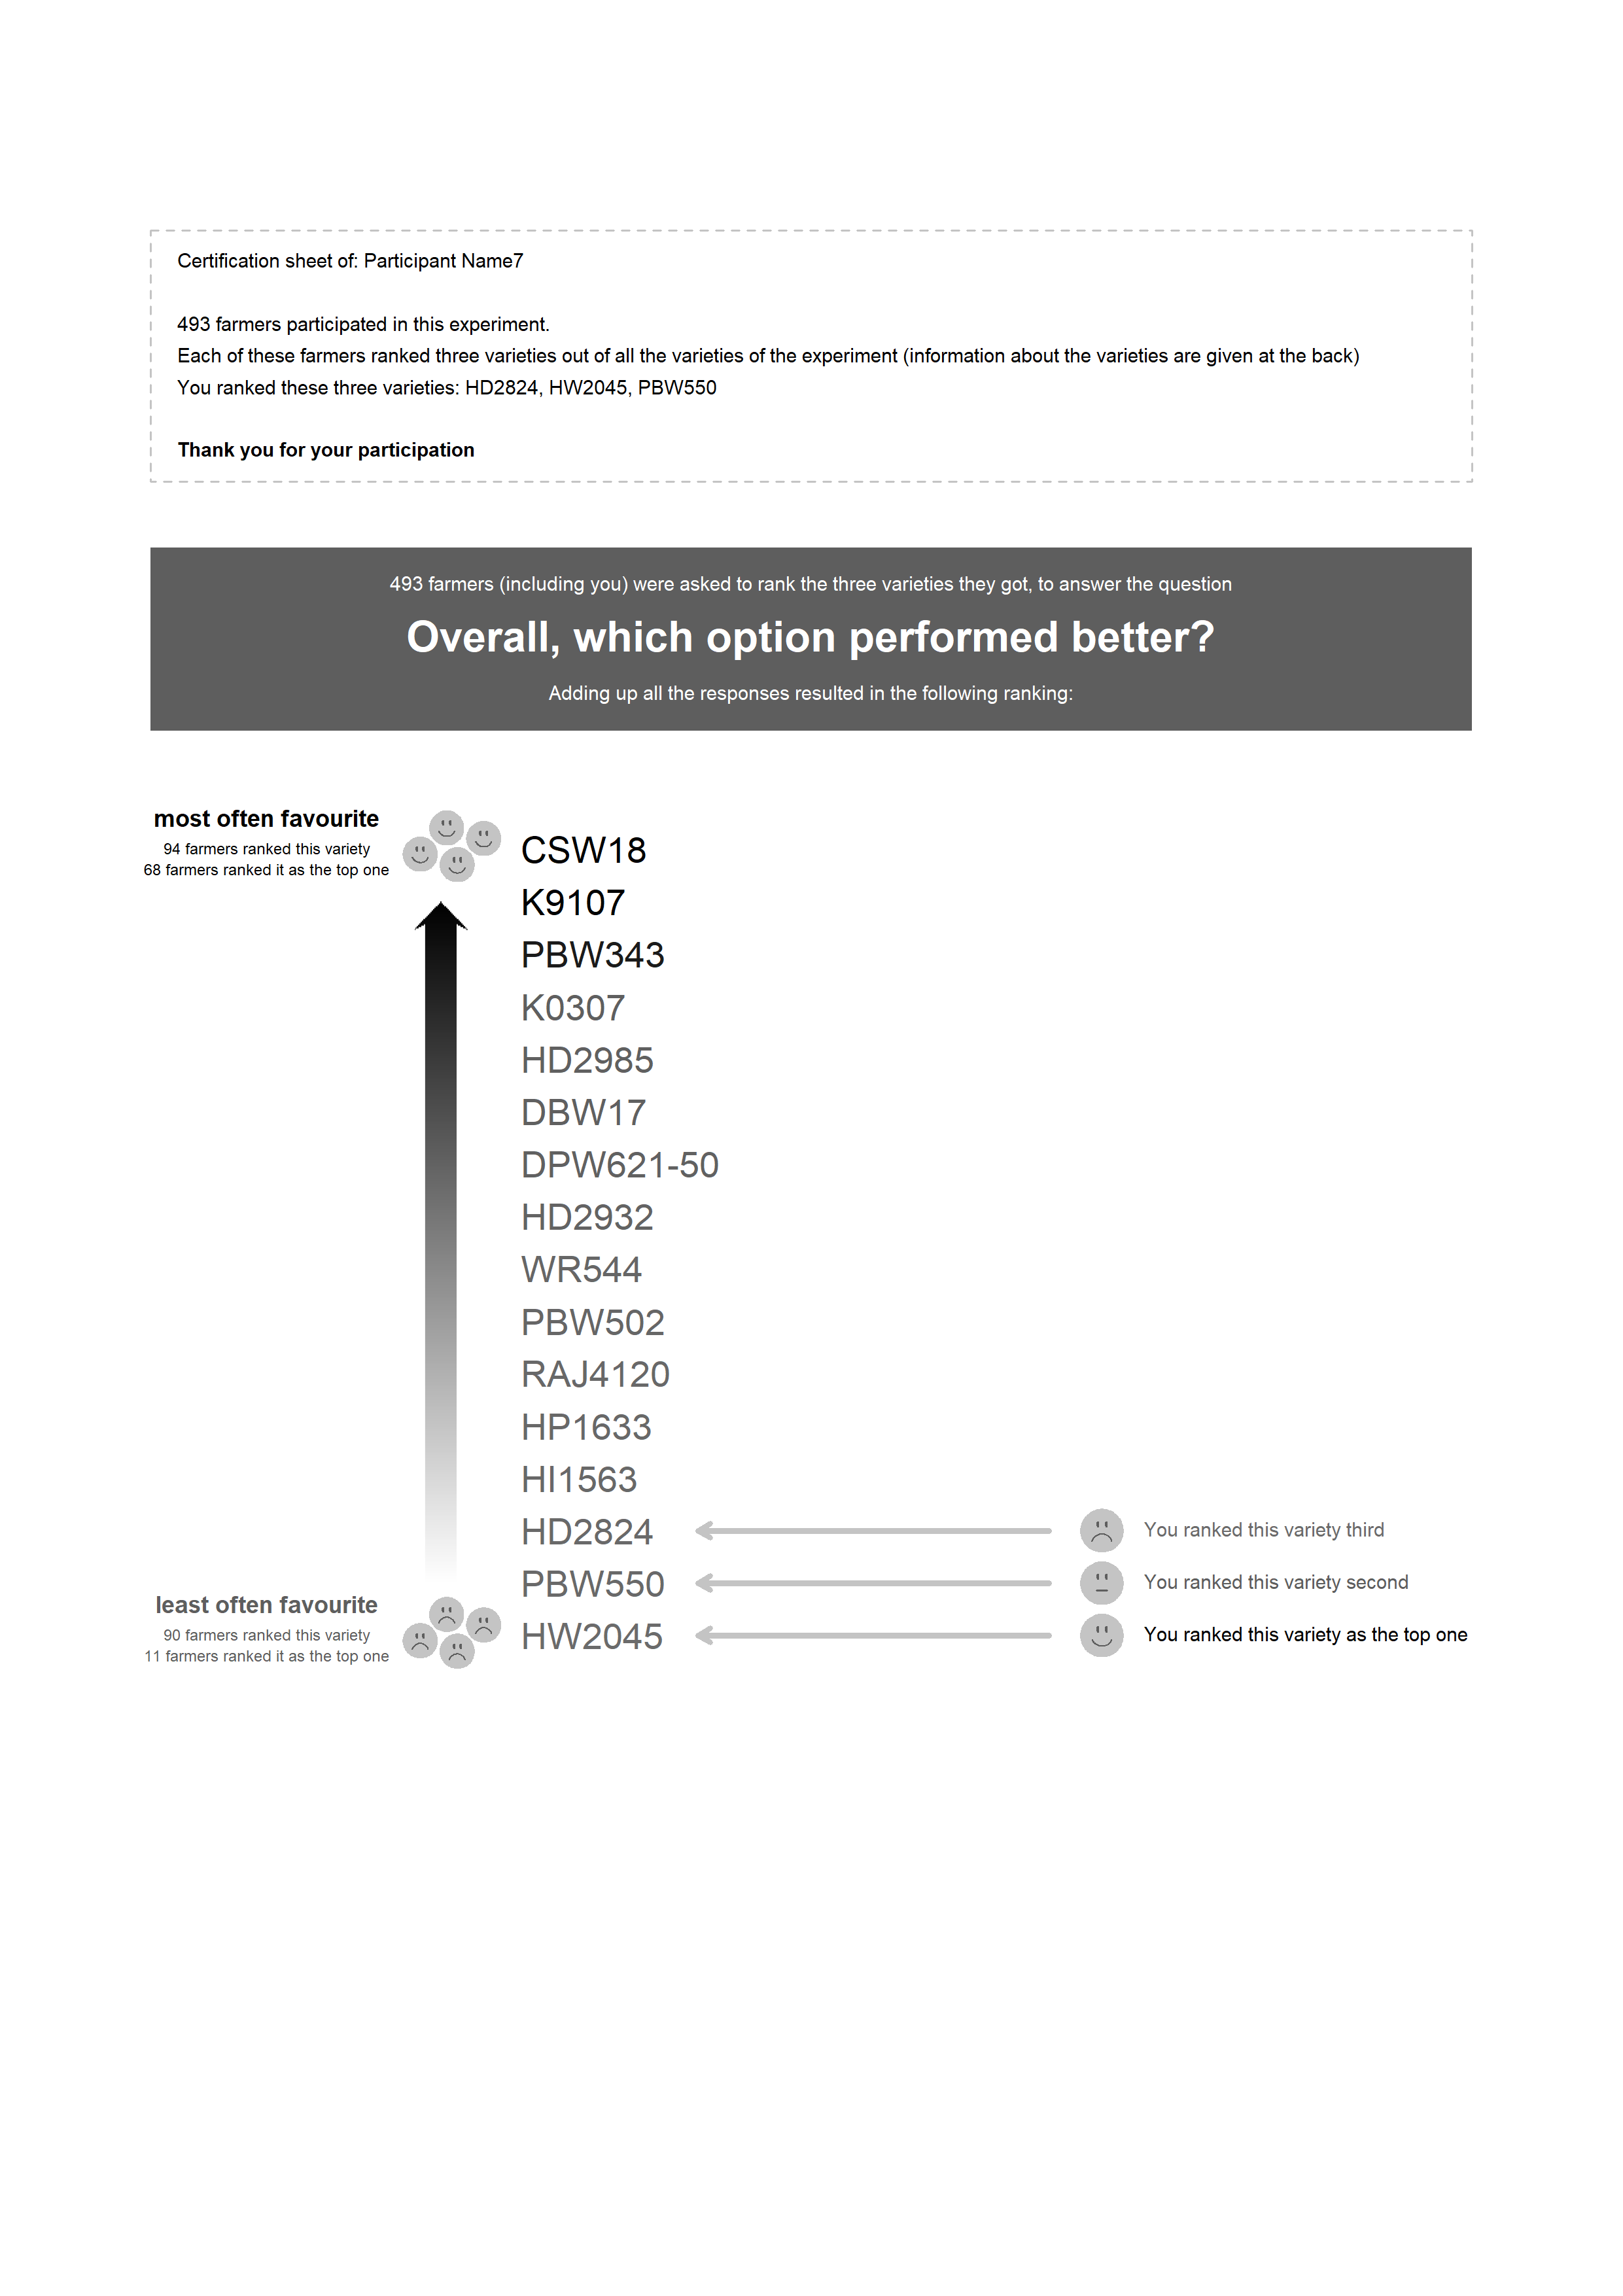 Certification sheet of: Participant Name7
493 farmers participated in this experiment.
Each of these farmers ranked three varieties out of all the varieties of the experiment (information about the varieties are given at the back)
You ranked these three varieties: HD2824, HW2045, PBW550
Thank you for your participation
493 farmers (including you) were asked to rank the three varieties they got, to answer the question
Overall, which option performed better?
Adding up all the responses resulted in the following ranking:
most often favourite
94 farmers ranked this variety
68 farmers ranked it as the top one
CSW18
K9107
PBW343
K0307
HD2985
DBW17
DPW621-50
HD2932
WR544
PBW502
RAJ4120
HP1633
HI1563
HD2824
You ranked this variety third
PBW550
You ranked this variety second
least often favourite
90 farmers ranked this variety
11 farmers ranked it as the top one
HW2045
You ranked this variety as the top one